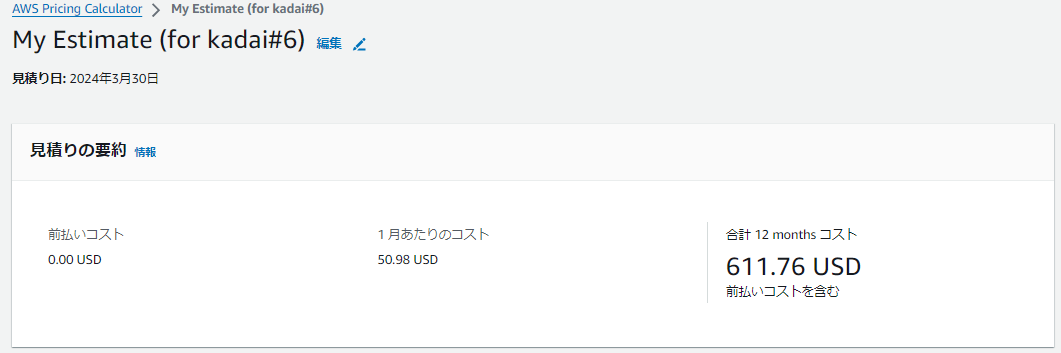 AWS Pricing Calculator > My Estimate (for kadai#6)
My Estimate (for kadai#6) 編集
見積り日: 2024年3月30日
見積りの要約 情報
前払いコスト
0.00 USD
1 月あたりのコスト
50.98 USD
合計 12 months コスト
611.76 USD
前払いコストを含む